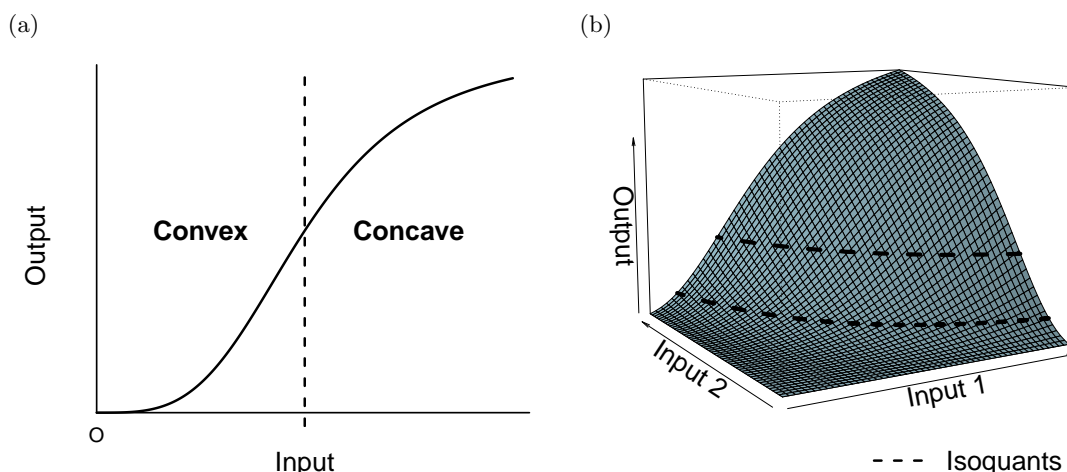 (a)
Output
Convex
Concave
O
Input
(b)
Output
Input 2
Input 1
Isoquants